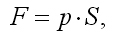 F = p · S,